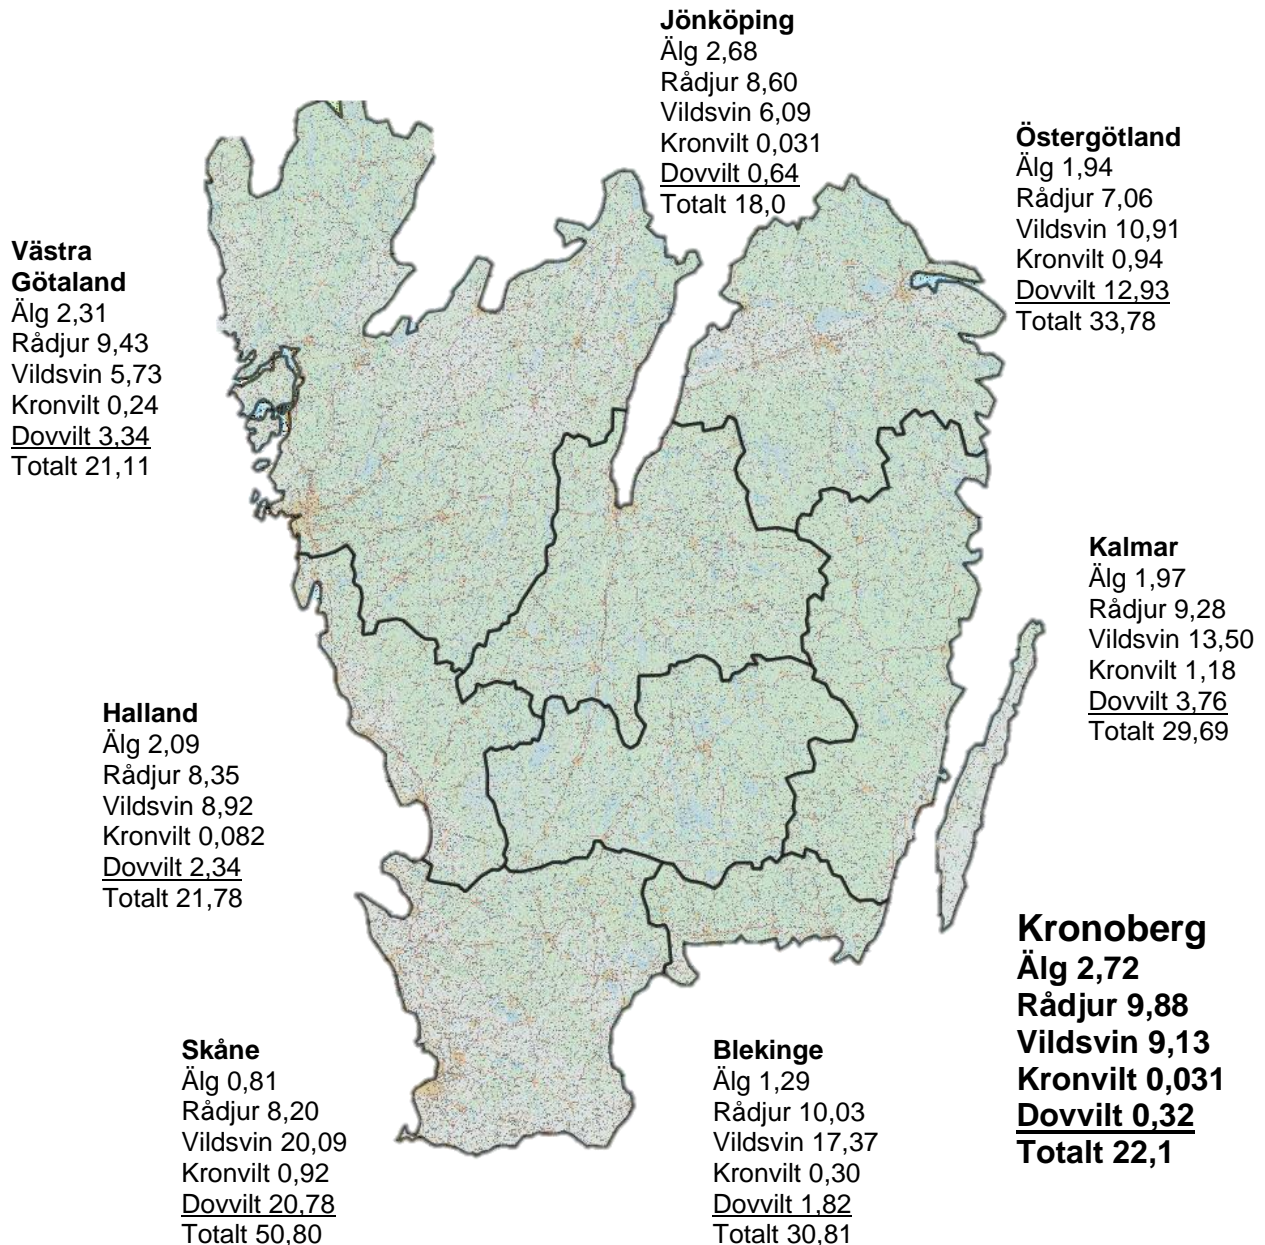 Jönköping
Älg 2,68
Rådjur 8,60
Vildsvin 6,09
Kronvilt 0,031
Dovvilt 0,64
Totalt 18,0
Östergötland
Älg 1,94
Rådjur 7,06
Vildsvin 10,91
Kronvilt 0,94
Dovvilt 12,93
Totalt 33,78
Västra
Götaland
Älg 2,31
Rådjur 9,43
Vildsvin 5,73
Kronvilt 0,24
Dovvilt 3,34
Totalt 21,11
Kalmar
Älg 1,97
Rådjur 9,28
Vildsvin 13,50
Kronvilt 1,18
Dovvilt 3,76
Totalt 29,69
Halland
Älg 2,09
Rådjur 8,35
Vildsvin 8,92
Kronvilt 0,082
Dovvilt 2,34
Totalt 21,78
Kronoberg
Älg 2,72
Rådjur 9,88
Vildsvin 9,13
Kronvilt 0,031
Dovvilt 0,32
Totalt 22,1
Skåne
Älg 0,81
Rådjur 8,20
Vildsvin 20,09
Kronvilt 0,92
Dovvilt 20,78
Totalt 50,80
Blekinge
Älg 1,29
Rådjur 10,03
Vildsvin 17,37
Kronvilt 0,30
Dovvilt 1,82
Totalt 30,81